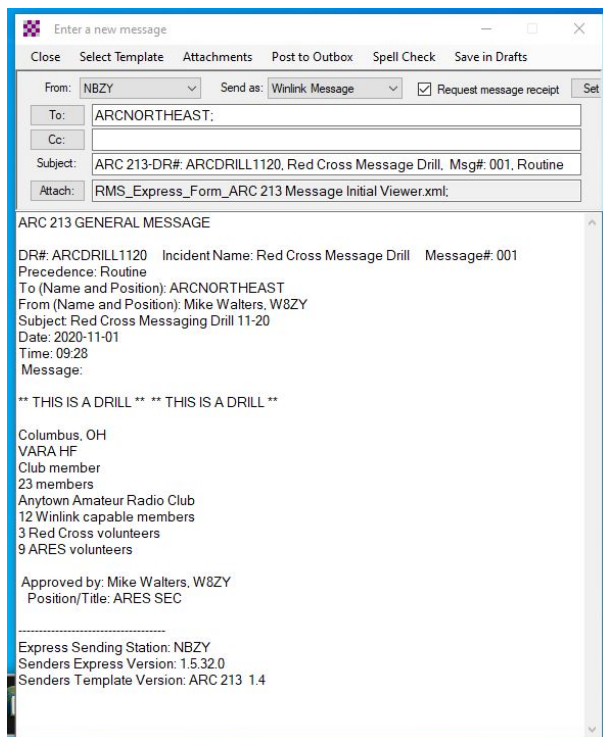 Enter a new message
Close Select Template Attachments Post to Outbox Spell Check Save in Drafts
From: NBZY Send as: Winlink Message Request message receipt Set
To: ARCNORTHEAST;
Cc:
Subject: ARC 213-DR#: ARCDRILL1120, Red Cross Message Drill, Msg#: 001, Routine
Attach: RMS_Express_Form_ARC 213 Message Initial Viewer.xml;
ARC 213 GENERAL MESSAGE
DR#: ARCDRILL1120 Incident Name: Red Cross Message Drill Message#: 001
Precedence: Routine
To (Name and Position): ARCNORTHEAST
From (Name and Position): Mike Walters, W8ZY
Subject: Red Cross Messaging Drill 11-20
Date: 2020-11-01
Time: 09:28
Message:
** THIS IS A DRILL ** ** THIS IS A DRILL **
Columbus, OH
VARA HF
Club member
23 members
Anytown Amateur Radio Club
12 Winlink capable members
3 Red Cross volunteers
9 ARES volunteers
Approved by: Mike Walters, W8ZY
Position/Title: ARES SEC
------------------------------------
Express Sending Station: NBZY
Senders Express Version: 1.5.32.0
Senders Template Version: ARC 213 1.4